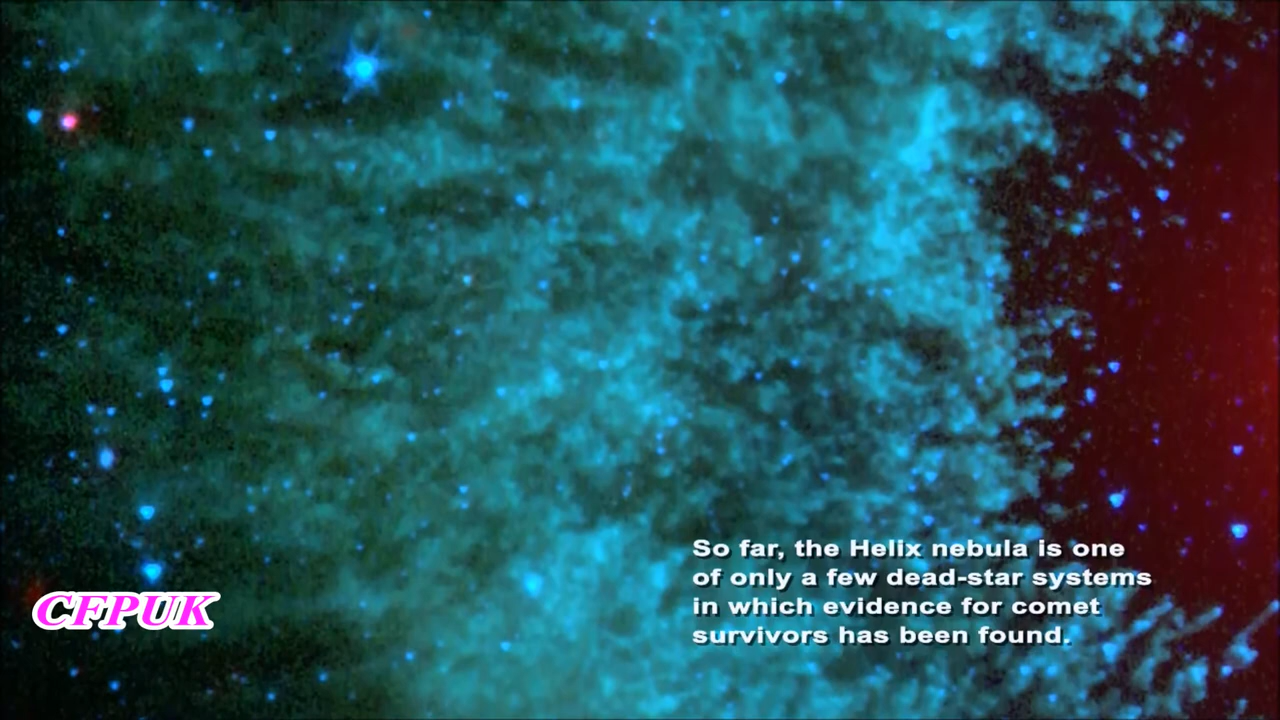 So far, the Helix nebula is one
of only a few dead-star systems
in which evidence for comet
survivors has been found.
CFPUK